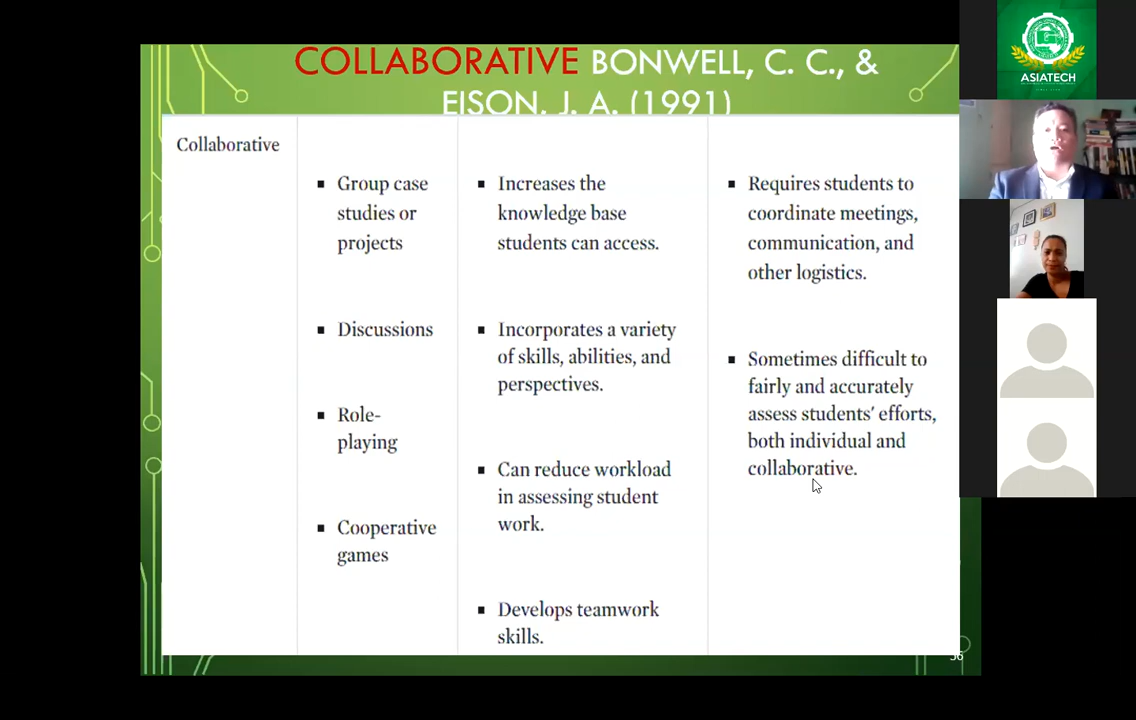 COLLABORATIVE BONWELL, C. C., &
EISON, J. A. (1991)
Collaborative
▪ Group case
studies or
projects
▪ Discussions
▪ Role-
playing
▪ Cooperative
games
▪ Increases the
knowledge base
students can access.
▪ Incorporates a variety
of skills, abilities, and
perspectives.
▪ Can reduce workload
in assessing student
work.
▪ Develops teamwork
skills.
▪ Requires students to
coordinate meetings,
communication, and
other logistics.
▪ Sometimes difficult to
fairly and accurately
assess students' efforts,
both individual and
collaborative.
ASIATECH